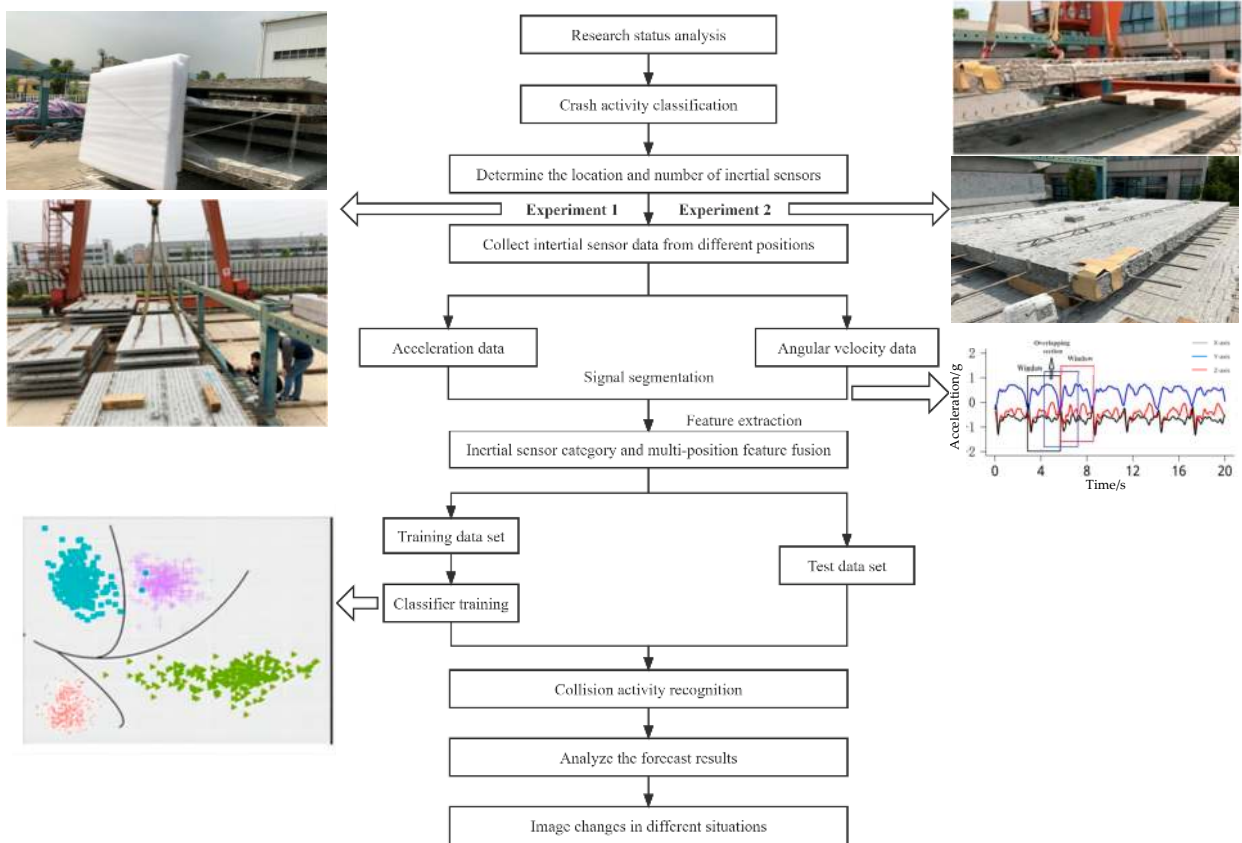 Research status analysis
Crash activity classification
Determine the location and number of inertial sensors
Experiment 1
Experiment 2
Collect intertial sensor data from different positions
Acceleration data
Angular velocity data
Signal segmentation
Feature extraction
Inertial sensor category and multi-position feature fusion
Training data set
Test data set
Classifier training
Collision activity recognition
Analyze the forecast results
Image changes in different situations
Overlapping
section
Window
Window
X-axis
Y-axis
Z-axis
Acceleration/g
2
1
0
-1
-2
0 4 8 12 16 20
Time/s